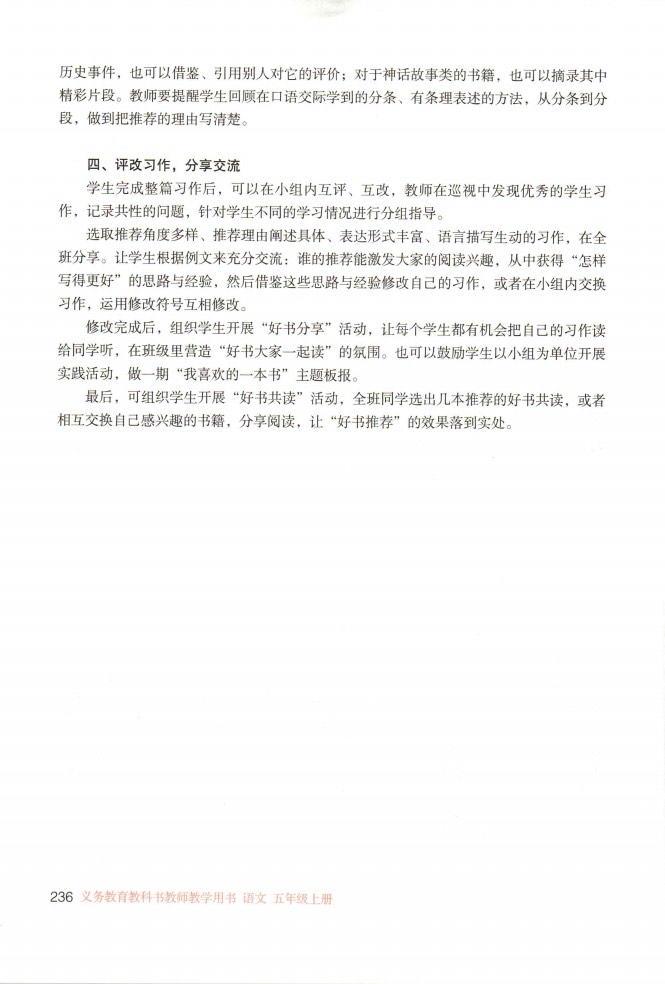 历史事件，也可以借鉴、引用别人对它的评价；对于神话故事类的书籍，也可以摘录其中
精彩片段。教师要提醒学生回顾在口语交际学到的分条、有条理表述的方法，从分条到分
段，做到把推荐的理由写清楚。
四、评改习作，分享交流
学生完成整篇习作后，可以在小组内互评、互改，教师在巡视中发现优秀的学生习
作，记录共性的问题，针对学生不同的学习情况进行分组指导。
选取推荐角度多样、推荐理由阐述具体、表达形式丰富、语言描写生动的习作，在全
班分享。让学生根据例文来充分交流：谁的推荐能激发大家的阅读兴趣，从中获得“怎样
写得更好”的思路与经验，然后借鉴这些思路与经验修改自己的习作，或者在小组内交换
习作，运用修改符号互相修改。
修改完成后，组织学生开展“好书分享”活动，让每个学生都有机会把自己的习作读
给同学听，在班级里营造“好书大家一起读”的氛围。也可以鼓励学生以小组为单位开展
实践活动，做一期“我喜欢的一本书”主题板报。
最后，可组织学生开展“好书共读”活动，全班同学选出几本推荐的好书共读，或者
相互交换自己感兴趣的书籍，分享阅读，让“好书推荐”的效果落到实处。
236 义务教育教科书教师教学用书 语文 五年级上册